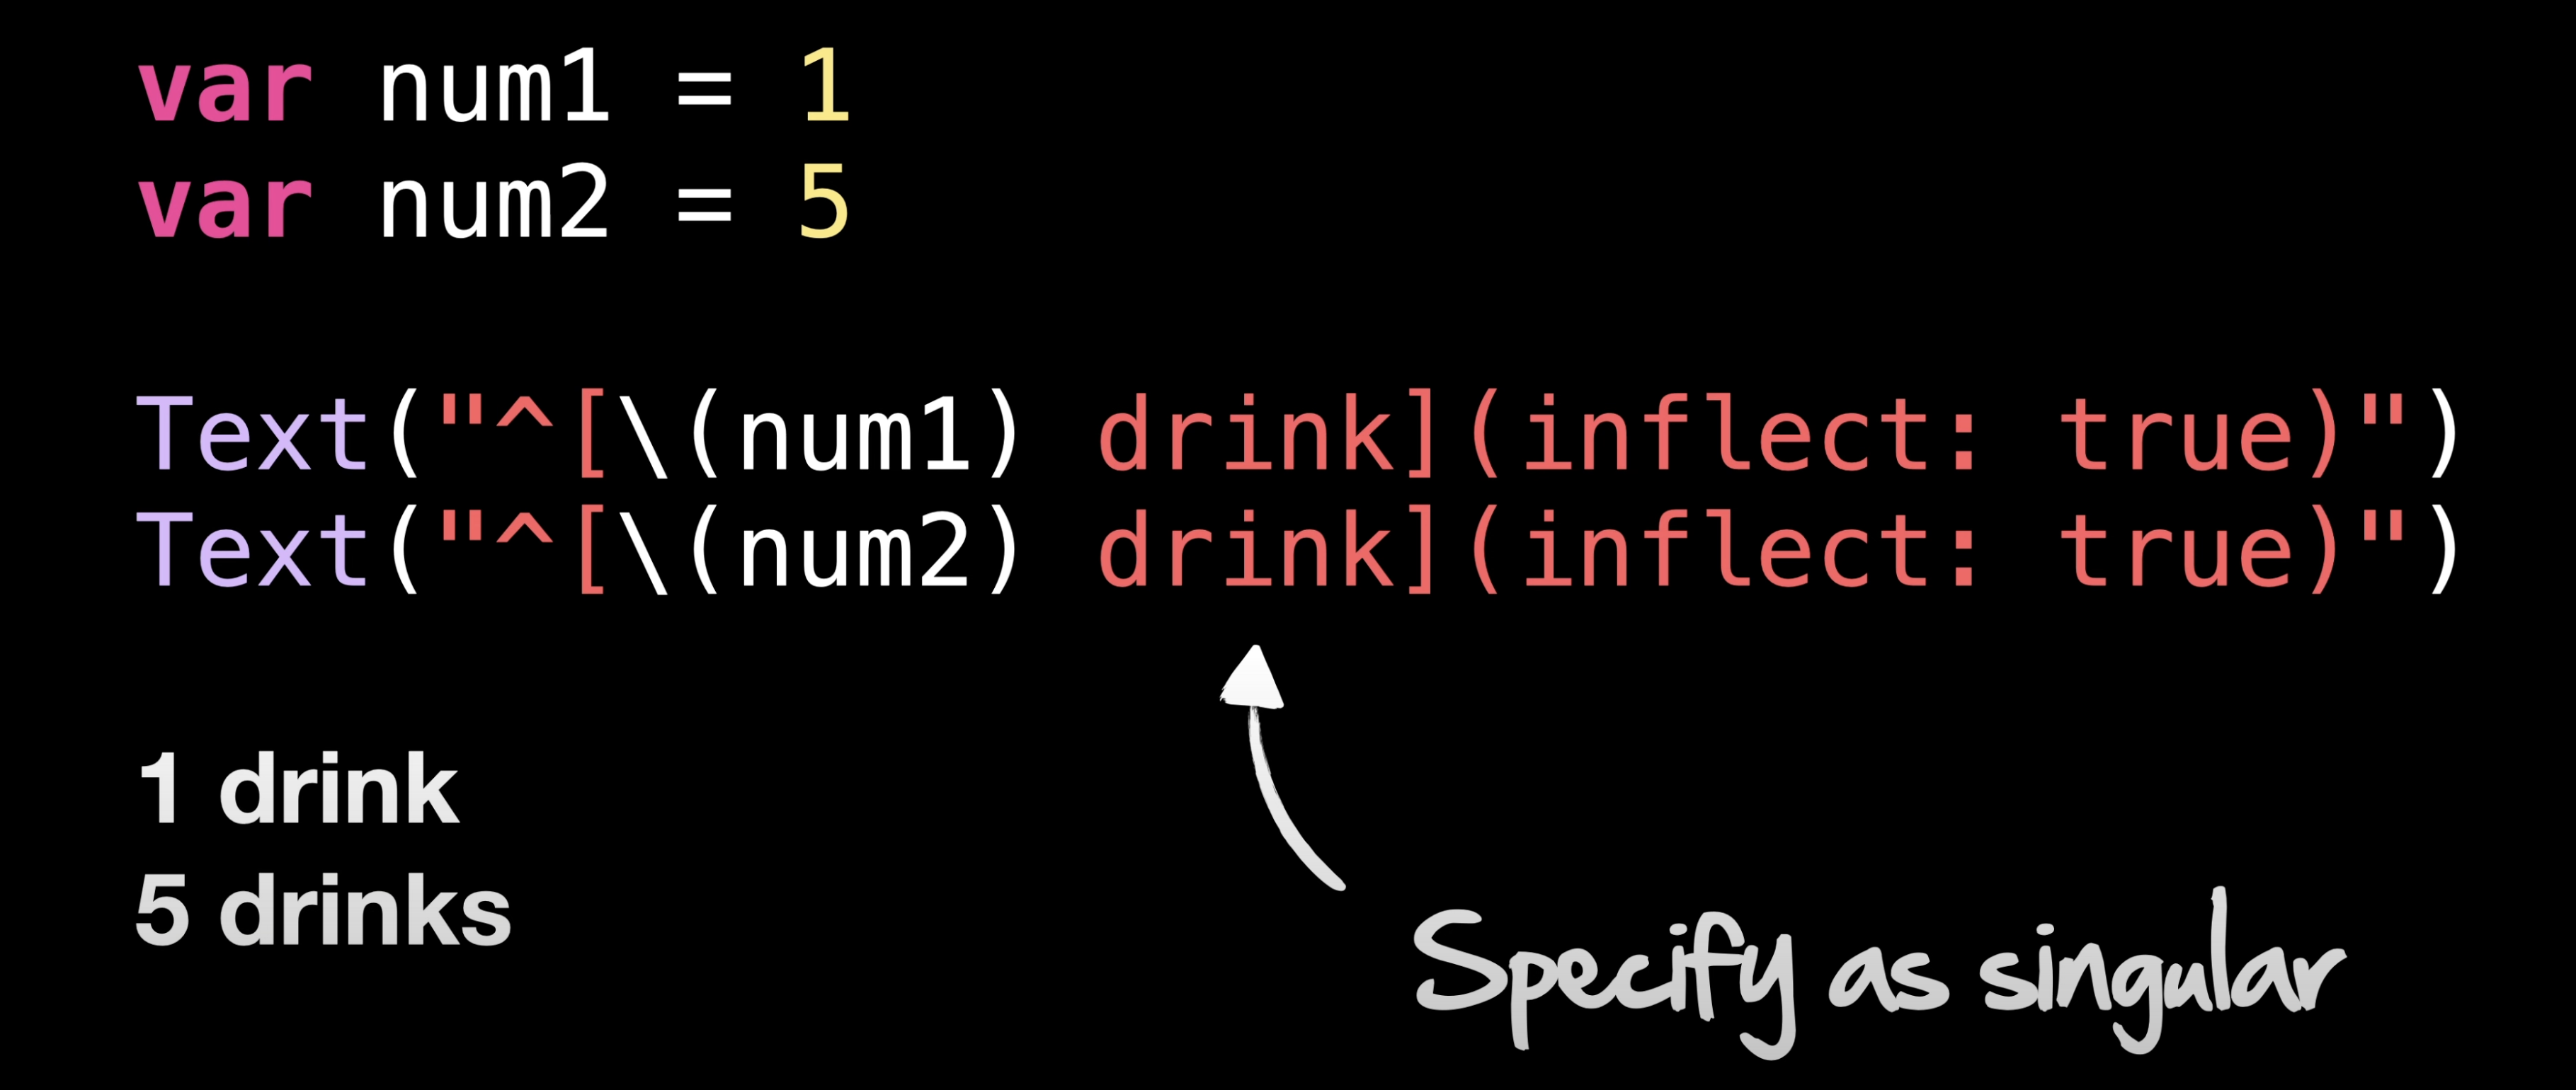 var num1 = 1
var num2 = 5
Text("^[\(num1) drink](inflect: true)")
Text("^[\(num2) drink](inflect: true)")
1 drink
5 drinks
Specify as singular